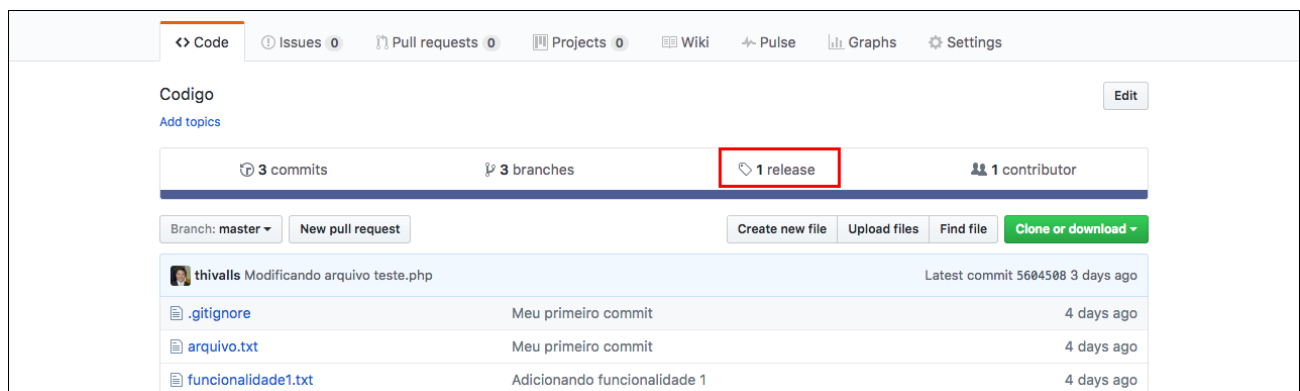 <> Code Issues 0 Pull requests 0 Projects 0 Wiki Pulse Graphs Settings
Codigo Edit
Add topics
3 commits 3 branches 1 release 1 contributor
Branch: master New pull request Create new file Upload files Find file Clone or download
thivalls Modificando arquivo teste.php Latest commit 5604508 3 days ago
.gitignore Meu primeiro commit 4 days ago
arquivo.txt Meu primeiro commit 4 days ago
funcionalidade1.txt Adicionando funcionalidade 1 4 days ago